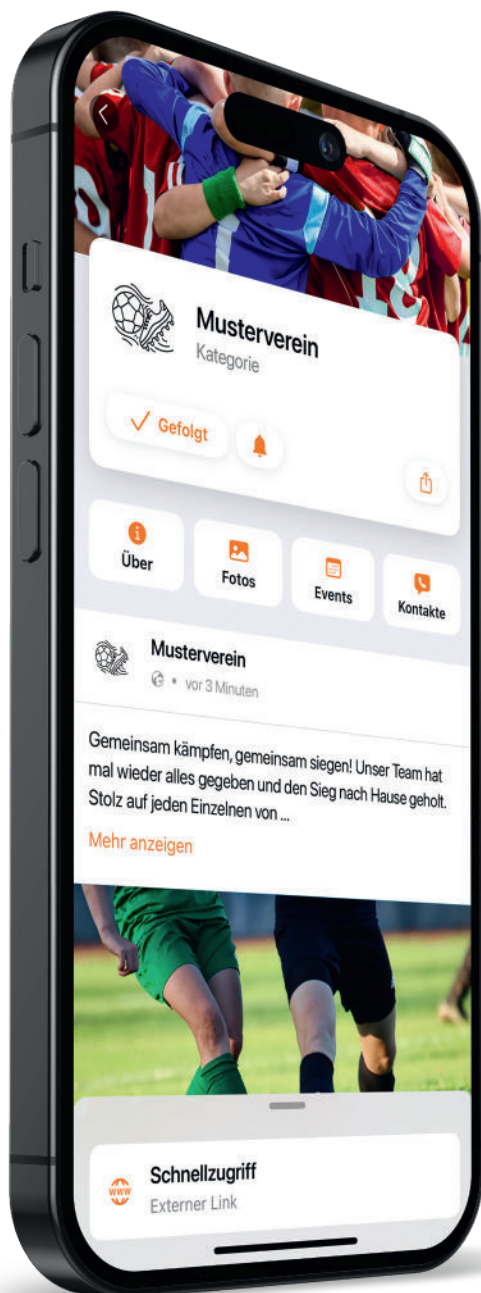 Musterverein
Kategorie
Gefolgt
Über
Fotos
Events
Kontakte
Musterverein
vor 3 Minuten
Gemeinsam kämpfen, gemeinsam siegen! Unser Team hat
mal wieder alles gegeben und den Sieg nach Hause geholt.
Stolz auf jeden Einzelnen von ...
Mehr anzeigen
www
Schnellzugriff
Externer Link